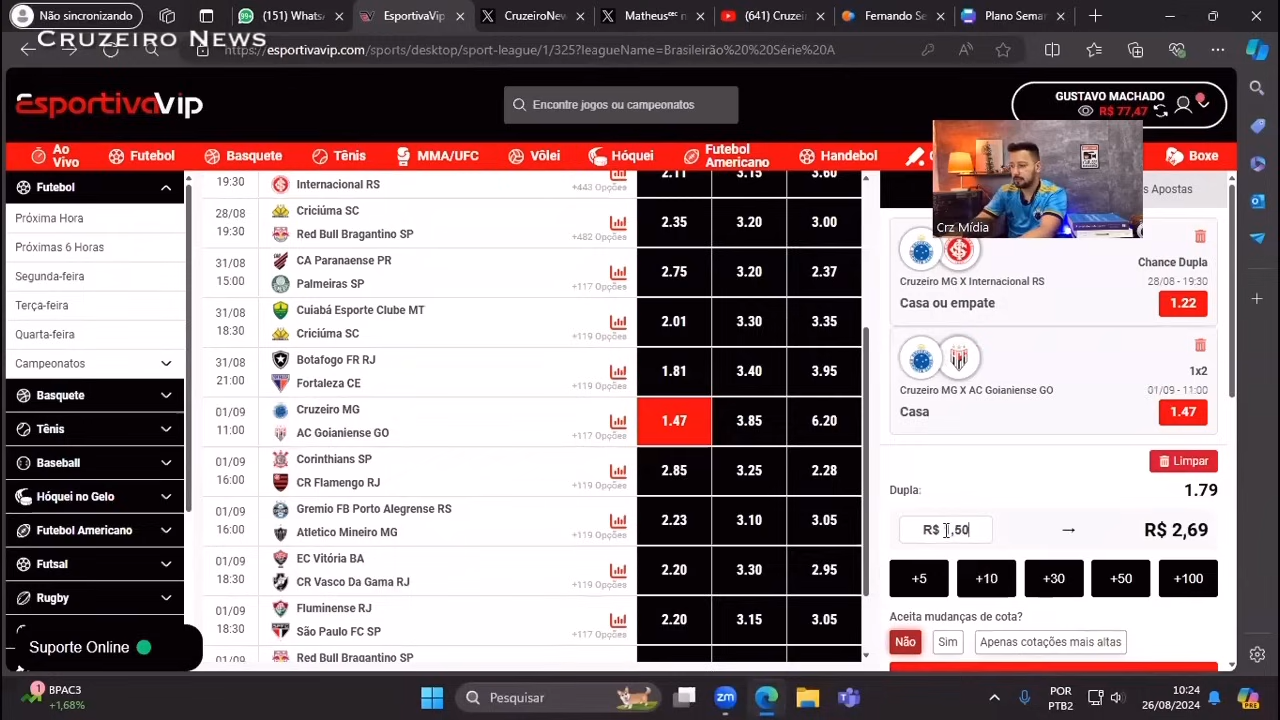 Não sincronizado
(151) Whats
EsportivaVip
CruzeiroNew
Matheus
(641) Cruzei
Fernando Se
Plano Semar
CRUZEIRO NEWS
https://esportivavip.com/sports/desktop/sport-league/1/325?leagueName=Brasileirão%20%20Série%20A
EsportivaVip
Encontre jogos ou campeonatos
GUSTAVO MACHADO
R$ 77,47
Ao Vivo
Futebol
Basquete
Tênis
MMA/UFC
Vôlei
Hóquei
Futebol Americano
Handebol
Boxe
Futebol
Próxima Hora
Próximas 6 Horas
Segunda-feira
Terça-feira
Quarta-feira
Campeonatos
Basquete
Tênis
Baseball
Hóquei no Gelo
Futebol Americano
Futsal
Rugby
Suporte Online
19:30
Internacional RS
+443 Opções
2.11 3.15 3.60
28/08
19:30
Criciúma SC
Red Bull Bragantino SP
+482 Opções
2.35 3.20 3.00
31/08
15:00
CA Paranaense PR
Palmeiras SP
+117 Opções
2.75 3.20 2.37
31/08
18:30
Cuiabá Esporte Clube MT
Criciúma SC
+119 Opções
2.01 3.30 3.35
31/08
21:00
Botafogo FR RJ
Fortaleza CE
+119 Opções
1.81 3.40 3.95
01/09
11:00
Cruzeiro MG
AC Goianiense GO
+117 Opções
1.47 3.85 6.20
01/09
16:00
Corinthians SP
CR Flamengo RJ
+119 Opções
2.85 3.25 2.28
01/09
16:00
Gremio FB Porto Alegrense RS
Atletico Mineiro MG
+119 Opções
2.23 3.10 3.05
01/09
18:30
EC Vitória BA
CR Vasco Da Gama RJ
+119 Opções
2.20 3.30 2.95
01/09
18:30
Fluminense RJ
São Paulo FC SP
+117 Opções
2.20 3.15 3.05
01/09
Red Bull Bragantino SP
Crz Mídia
s Apostas
Chance Dupla
Cruzeiro MG X Internacional RS
28/08 - 19:30
Casa ou empate
1.22
1x2
Cruzeiro MG X AC Goianiense GO
01/09 - 11:00
Casa
1.47
Limpar
Dupla:
1.79
R$ ,50
→
R$ 2,69
+5 +10 +30 +50 +100
Aceita mudanças de cota?
Não
Sim
Apenas cotações mais altas
1
BPAC3
+1,68%
Pesquisar
POR
PTB2
10:24
26/08/2024